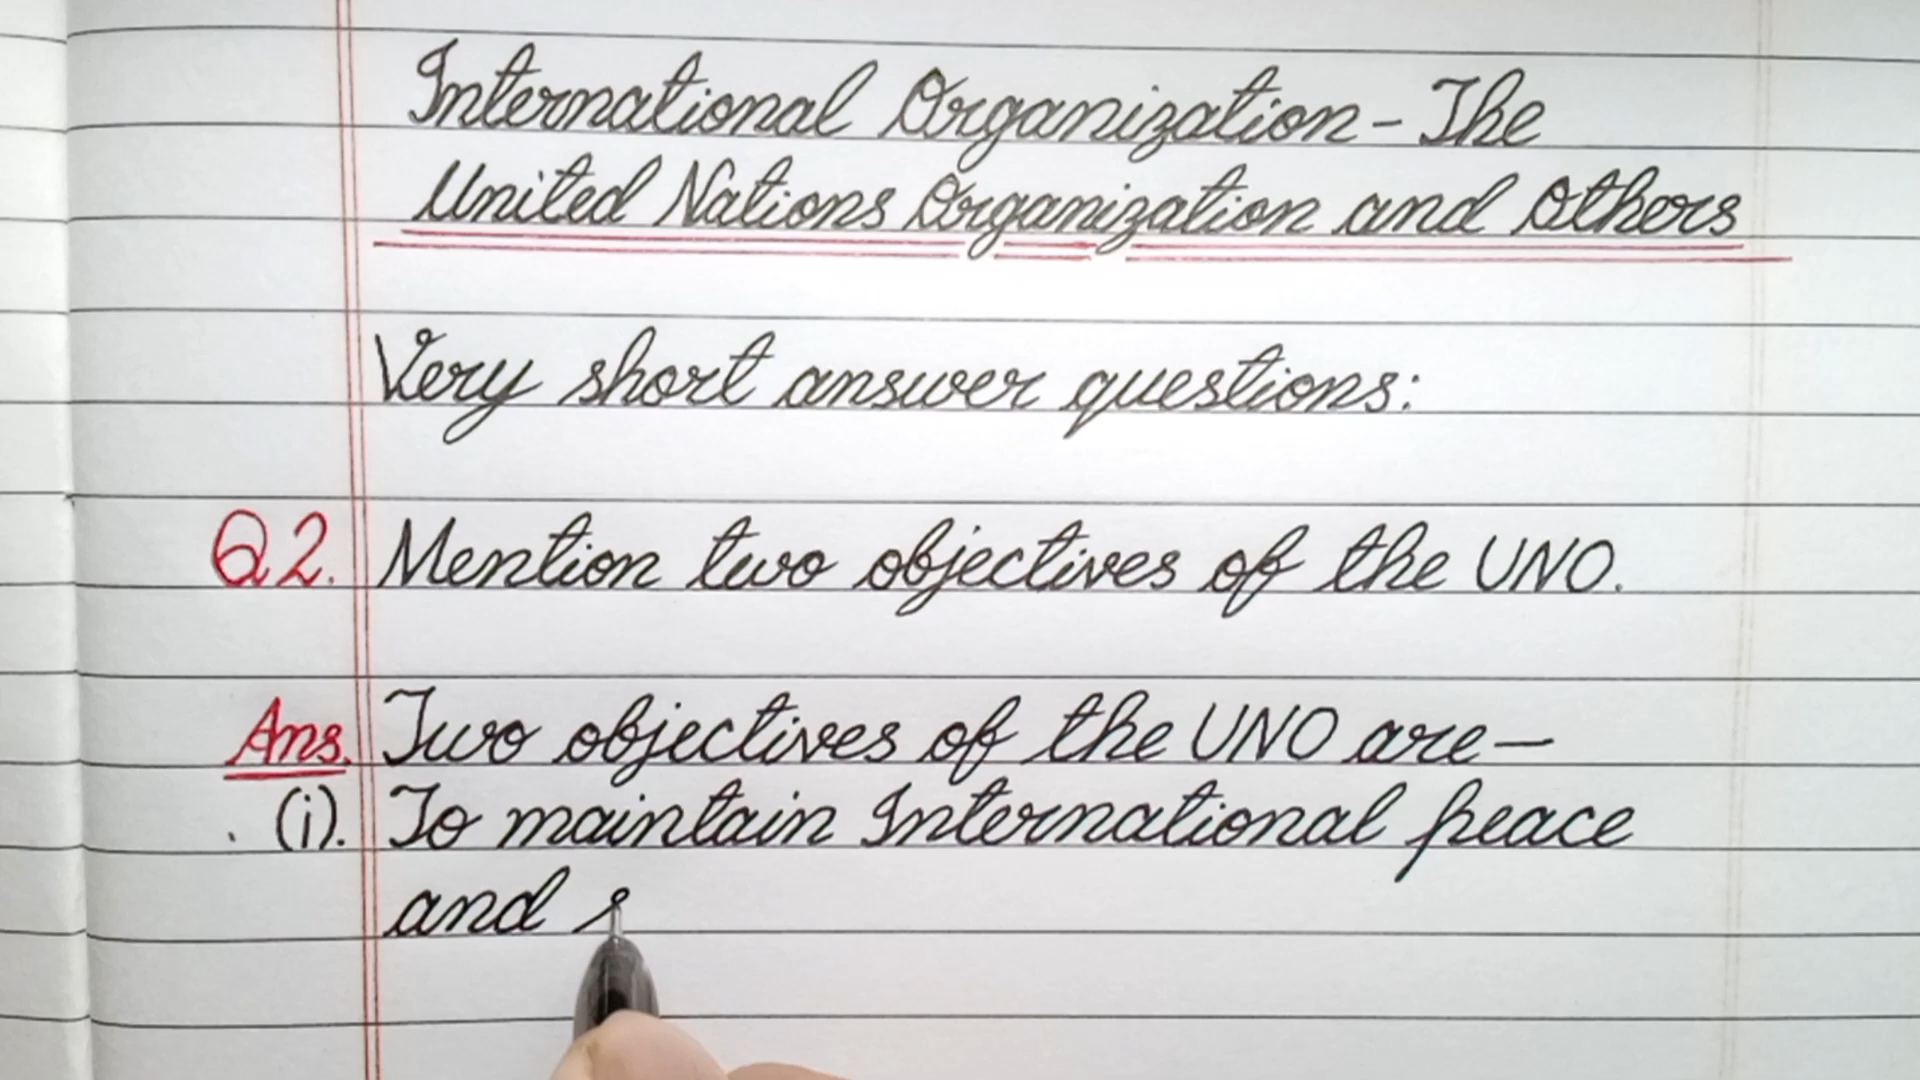 International Organization - The
United Nations Organization and Others
Very short answer questions:
Q2. Mention two objectives of the UNO.
Ans. Two objectives of the UNO are—
(i). To maintain International peace
and s